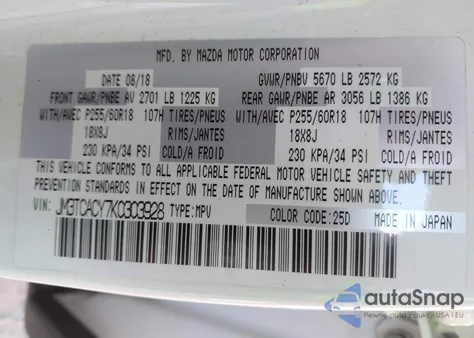 MFD. BY MAZDA MOTOR CORPORATION
DATE 08/18 GVWR/PNBV 5670 LB 2572 KG
FRONT GAWR/PNBE AV 2701 LB 1225 KG REAR GAWR/PNBE AR 3056 LB 1386 KG
WITH/AVEC P255/60R18 107H TIRES/PNEUS WITH/AVEC P255/60R18 107H TIRES/PNEUS
18X8J RIMS/JANTES 18X8J RIMS/JANTES
230 KPA/34 PSI COLD/A FROID 230 KPA/34 PSI COLD/A FROID
THIS VEHICLE CONFORMS TO ALL APPLICABLE FEDERAL MOTOR VEHICLE SAFETY AND THEFT
PREVENTION STANDARDS IN EFFECT ON THE DATE OF MANUFACTURE SHOWN ABOVE.
VIN: JM3TCACY7K0303928 TYPE: MPV COLOR CODE: 25D MADE IN JAPAN
autoSnap
Pewne auto z aukcji USA i EU